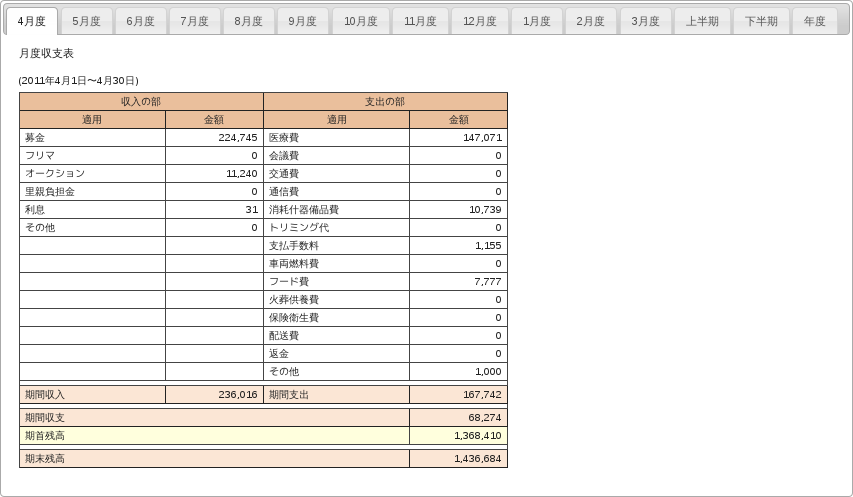 4月度 5月度 6月度 7月度 8月度 9月度 10月度 11月度 12月度 1月度 2月度 3月度 上半期 下半期 年度
月度収支表
(2011年4月1日〜4月30日)
収入の部 支出の部
適用 金額 適用 金額
募金 224,745 医療費 147,071
フリマ 0 会議費 0
オークション 11,240 交通費 0
里親負担金 0 通信費 0
利息 31 消耗什器備品費 10,739
その他 0 トリミング代 0
支払手数料 1,155
車両燃料費 0
フード費 7,777
火葬供養費 0
保険衛生費 0
配送費 0
返金 0
その他 1,000
期間収入 236,016 期間支出 167,742
期間収支 68,274
期首残高 1,368,410
期末残高 1,436,684